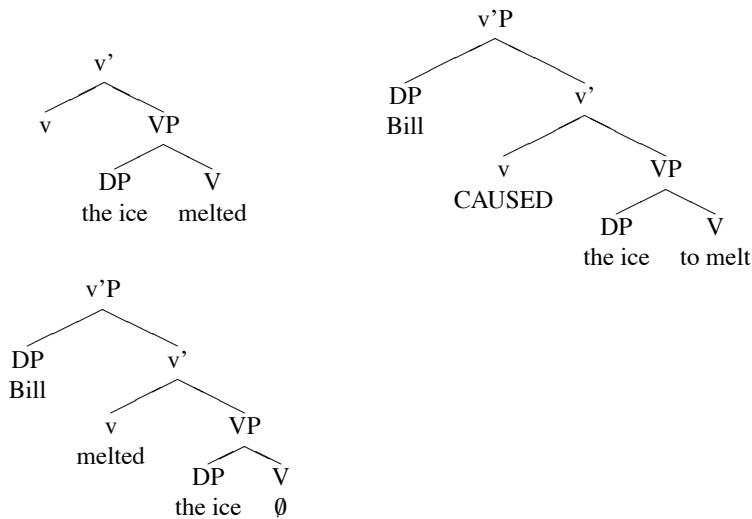 v’
v VP
DP V
the ice melted
v’P
DP v’
Bill
v VP
CAUSED
DP V
the ice to melt
v’P
DP v’
Bill
v VP
melted
DP V
the ice ∅